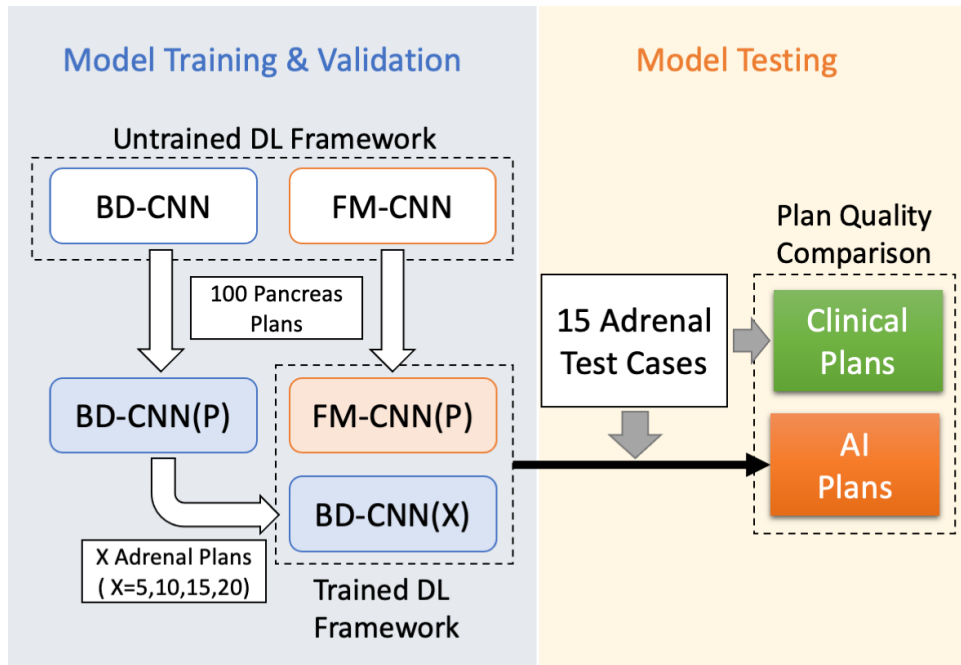 Model Training & Validation
Model Testing
Untrained DL Framework
BD-CNN
FM-CNN
100 Pancreas
Plans
BD-CNN(P)
FM-CNN(P)
BD-CNN(X)
X Adrenal Plans
( X=5,10,15,20)
Trained DL
Framework
15 Adrenal
Test Cases
Plan Quality
Comparison
Clinical
Plans
AI
Plans